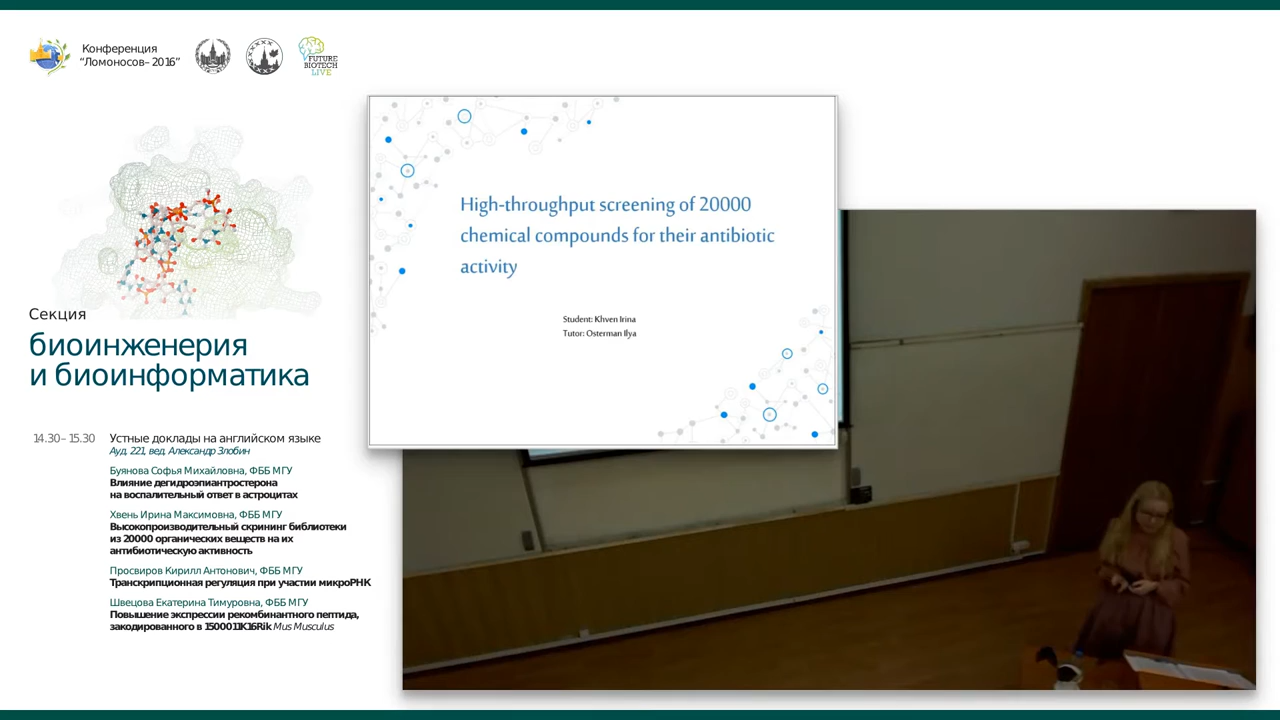 Конференция
“Ломоносов– 2016”
FUTURE
BIOTECH
LIVE
High-throughput screening of 20000
chemical compounds for their antibiotic
activity
Student: Khven Irina
Tutor: Osterman Ilya
Секция
биоинженерия
и биоинформатика
14.30– 15.30 Устные доклады на английском языке
Ауд. 221, вед. Александр Злобин
Буянова Софья Михайловна, ФББ МГУ
Влияние дегидроэпиантростерона
на воспалительный ответ в астроцитах
Хвень Ирина Максимовна, ФББ МГУ
Высокопроизводительный скрининг библиотеки
из 20000 органических веществ на их
антибиотическую активность
Просвиров Кирилл Антонович, ФББ МГУ
Транскрипционная регуляция при участии микроРНК
Швецова Екатерина Тимуровна, ФББ МГУ
Повышение экспрессии рекомбинантного пептида,
закодированного в 1500011K16Rik Mus Musculus